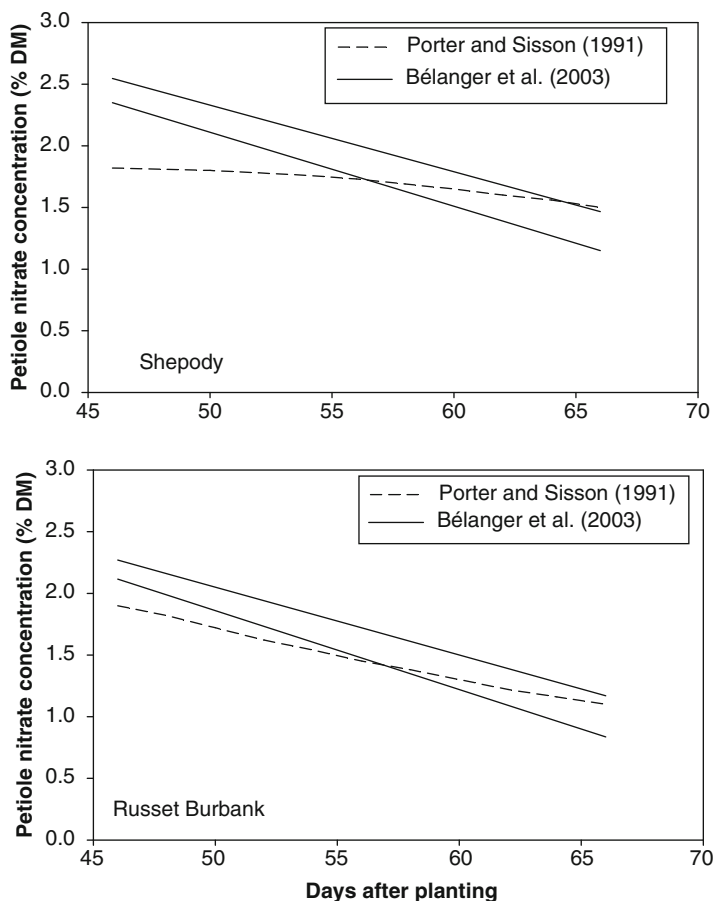 Petiole nitrate concentration (% DM)
3.0
2.5
2.0
1.5
1.0
0.5
0.0
Porter and Sisson (1991)
Bélanger et al. (2003)
Shepody
45 50 55 60 65 70
Petiole nitrate concentration (% DM)
3.0
2.5
2.0
1.5
1.0
0.5
0.0
Porter and Sisson (1991)
Bélanger et al. (2003)
Russet Burbank
45 50 55 60 65 70
Days after planting